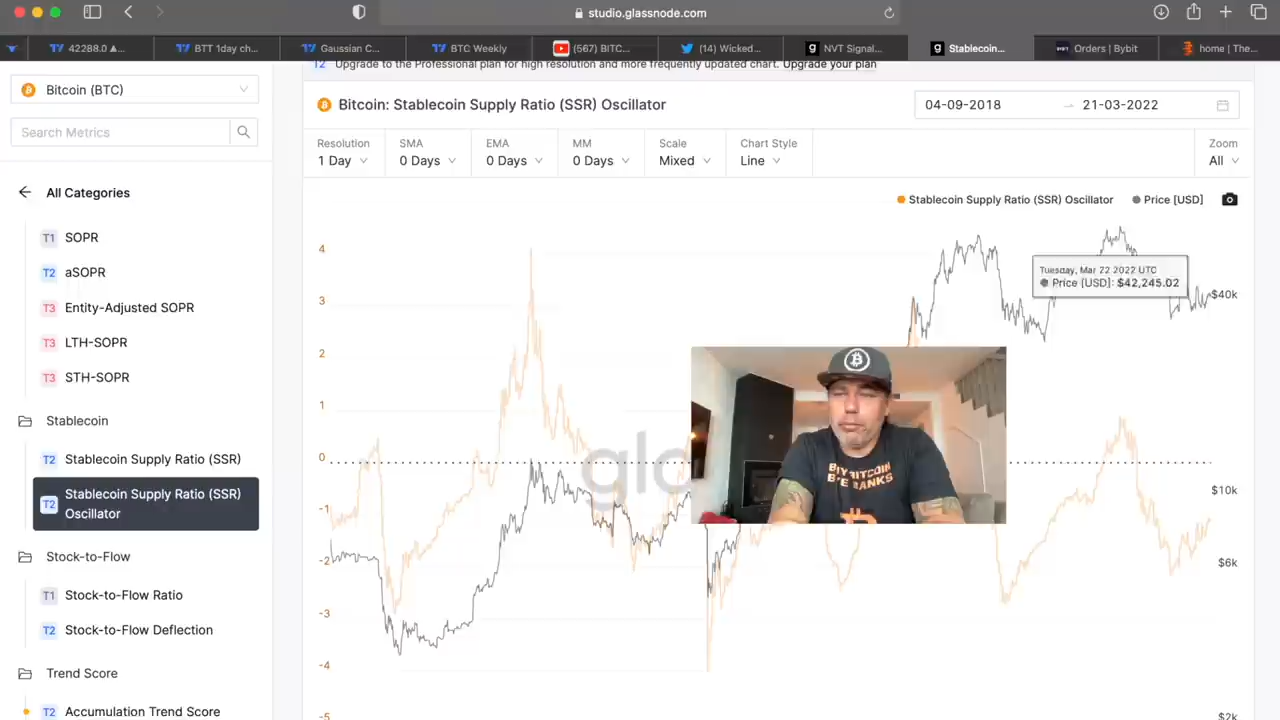 studio.glassnode.com
42288.0 ▲...
BTT 1day ch...
Gaussian C...
BTC Weekly
(567) BITC...
(14) Wicked...
NVT Signal...
Stablecoin...
Orders | Bybit
home | The...
T2 Upgrade to the Professional plan for high resolution and more frequently updated chart. Upgrade your plan
Bitcoin (BTC)
Bitcoin: Stablecoin Supply Ratio (SSR) Oscillator
04-09-2018 → 21-03-2022
Search Metrics
Resolution
1 Day
SMA
0 Days
EMA
0 Days
MM
0 Days
Scale
Mixed
Chart Style
Line
Zoom
All
All Categories
T1 SOPR
T2 aSOPR
T3 Entity-Adjusted SOPR
T3 LTH-SOPR
T3 STH-SOPR
Stablecoin
T2 Stablecoin Supply Ratio (SSR)
T2 Stablecoin Supply Ratio (SSR)
Oscillator
Stock-to-Flow
T1 Stock-to-Flow Ratio
T2 Stock-to-Flow Deflection
Trend Score
T2 Accumulation Trend Score
Stablecoin Supply Ratio (SSR) Oscillator
Price [USD]
4
3
2
1
0
-1
-2
-3
-4
-5
Tuesday, Mar 22 2022 UTC
Price [USD]: $42,245.02
$40k
$10k
$6k
$2k
gla
BUY BITCOIN
BYE BANKS